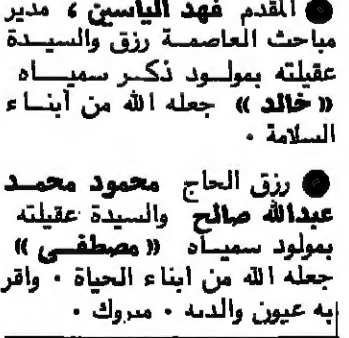 ● المقدم فهد الياسين ، مدير
مباحث العاصمة رزق والسيدة
عقيلته بمولود ذكر سمياه
« خالد » جعله الله من أبناء
السلامة .
● رزق الحاج محمود محمد
عبدالله صالح والسيدة عقيلته
بمولود سمياه « مصطفى »
جعله الله من ابناء الحياة . واقر
به عيون والديه . مبروك .